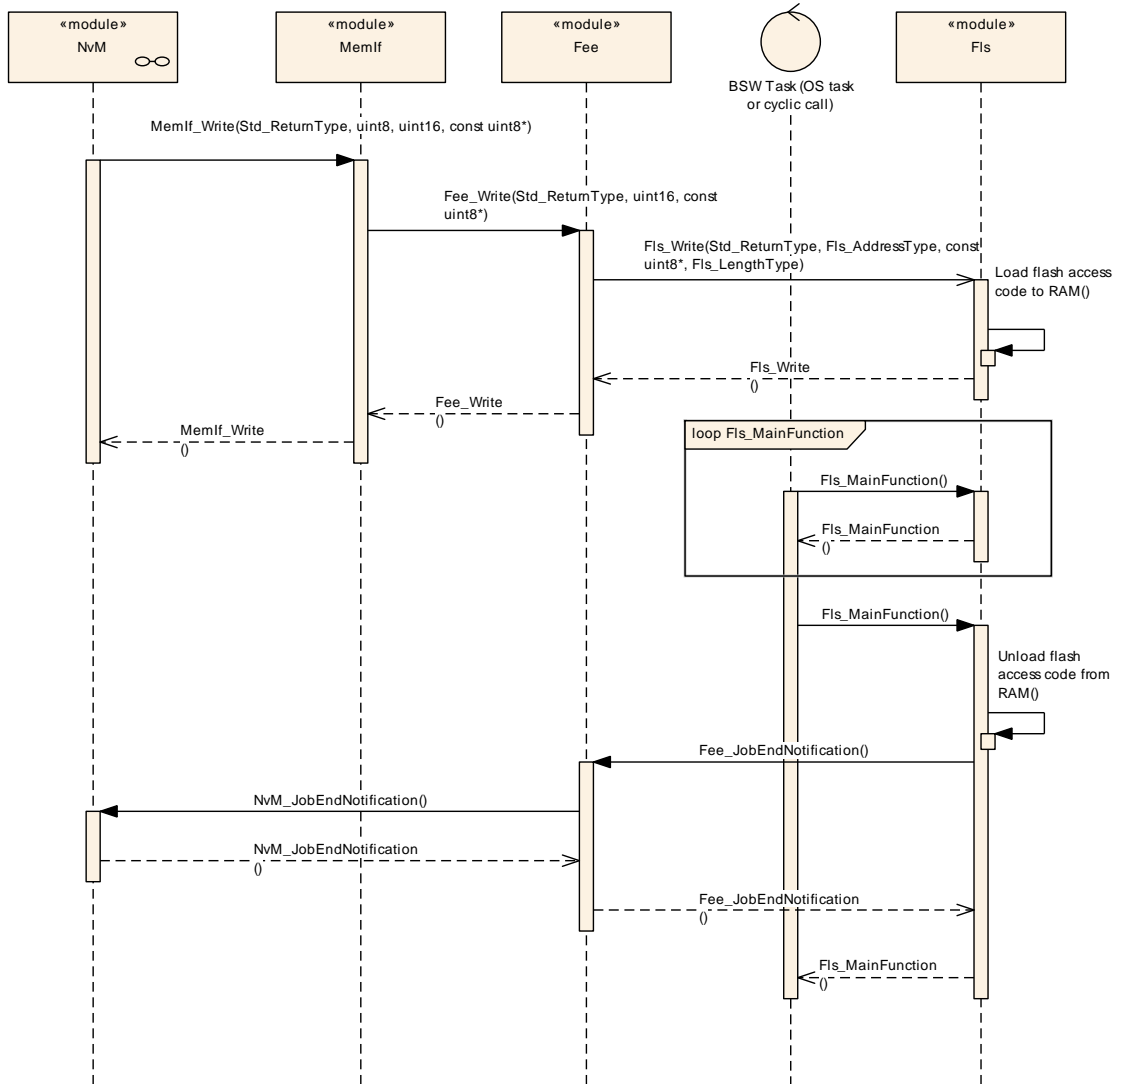 «module»
NvM
«module»
MemIf
«module»
Fee
BSW Task (OS task
or cyclic call)
«module»
Fls
MemIf_Write(Std_ReturnType, uint8, uint16, const uint8*)
Fee_Write(Std_ReturnType, uint16, const
uint8*)
Fls_Write(Std_ReturnType, Fls_AddressType, const
uint8*, Fls_LengthType)
Load flash access
code to RAM()
Fls_Write
()
Fee_Write
()
MemIf_Write
()
loop Fls_MainFunction
Fls_MainFunction()
Fls_MainFunction
()
Fls_MainFunction()
Unload flash
access code from
RAM()
Fee_JobEndNotification()
NvM_JobEndNotification()
NvM_JobEndNotification
()
Fee_JobEndNotification
()
Fls_MainFunction
()